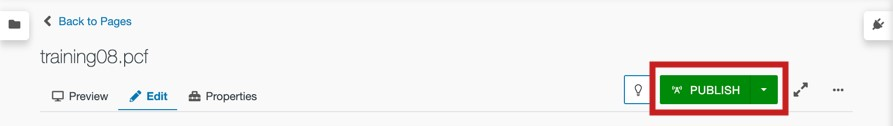 Back to Pages
training08.pcf
Preview Edit Properties PUBLISH